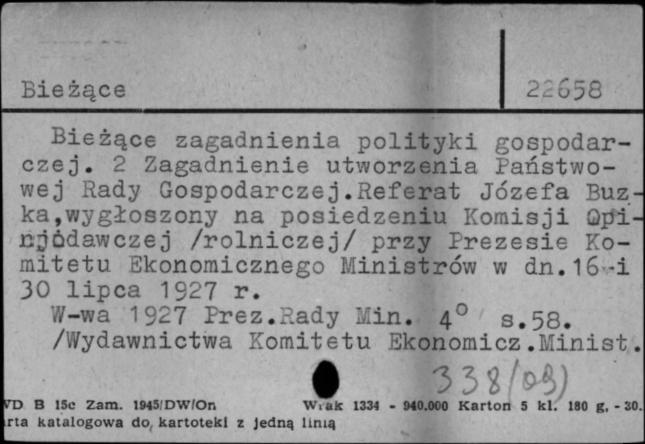 Bieżące 22658
Bieżące zagadnienia polityki gospodar-
czej. 2 Zagadnienie utworzenia Państwo-
wej Rady Gospodarczej.Referat Józefa Buz-
ka,wygłoszony na posiedzeniu Komisji Opi-
njodawczej /rolniczej/ przy Prezesie Ko-
mitetu Ekonomicznego Ministrów w dn.16-i
30 lipca 1927 r.
W-wa 1927 Prez.Rady Min. 4° s.58.
/Wydawnictwa Komitetu Ekonomicz.Minist.
338(09)
VD B 15c Zam. 1945/DW/On Wrak 1334 - 940.000 Karton 5 kl. 180 g. - 30.
rta katalogowa do kartoteki z jedną linią